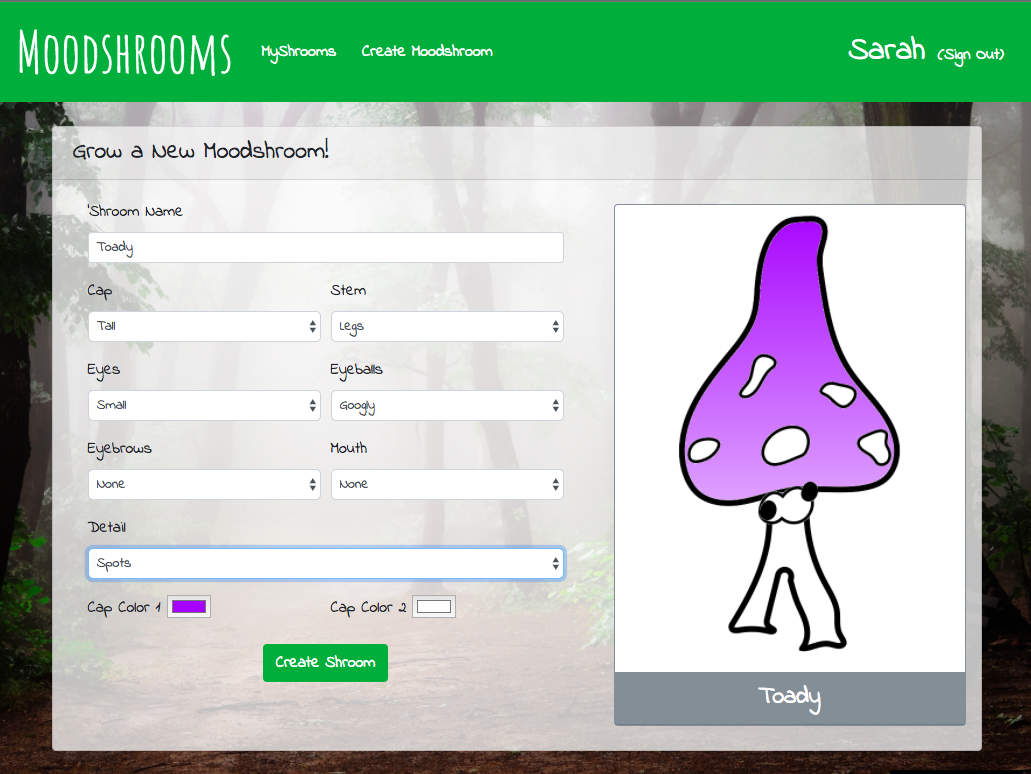 Moodshrooms MyShrooms Create Moodshroom Sarah (Sign Out)
Grow a New Moodshroom!
'Shroom Name
Toady
Cap Stem
Tall Legs
Eyes Eyeballs
Small Googly
Eyebrows Mouth
None None
Detail
Spots
Cap Color 1 Cap Color 2
Create Shroom
Toady